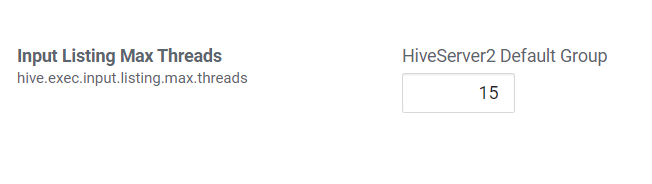 Input Listing Max Threads
HiveServer2 Default Group
hive.exec.input.listing.max.threads
15